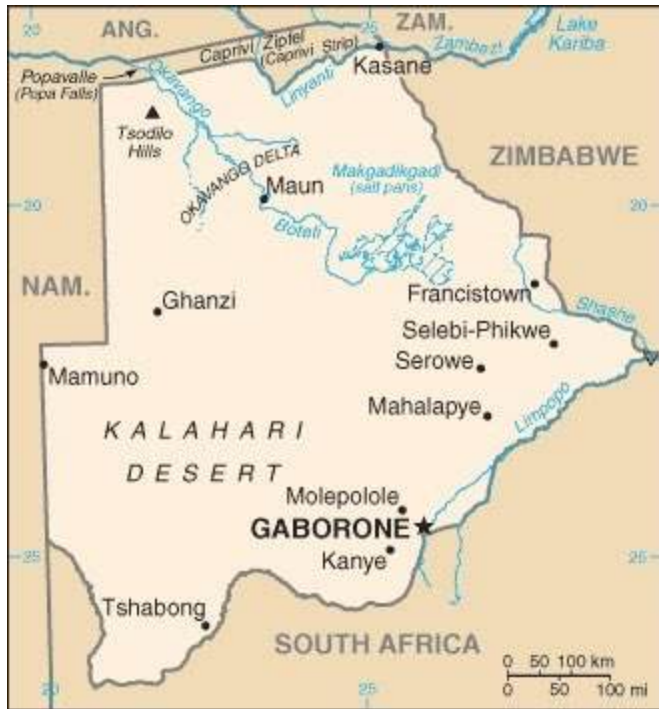 20
ANG.
25
ZAM.
Lake
Kariba
Caprivi Zipfel
(Caprivi Strip)
Zambezi
Popavalle
(Popa Falls)
Okavango
Linyanti
Kasane
Tsodilo
Hills
ZIMBABWE
OKAVANGO DELTA
Makgadikgadi
(salt pans)
20
Maun
20
Boteti
NAM.
Ghanzi
Francistown
Shashe
Selebi-Phikwe
Serowe
Mamuno
Mahalapye
Limpopo
KALAHARI
DESERT
Molepolole
GABORONE
25
Kanye
25
Tshabong
SOUTH AFRICA
0 50 100 km
0 50 100 mi
20
25